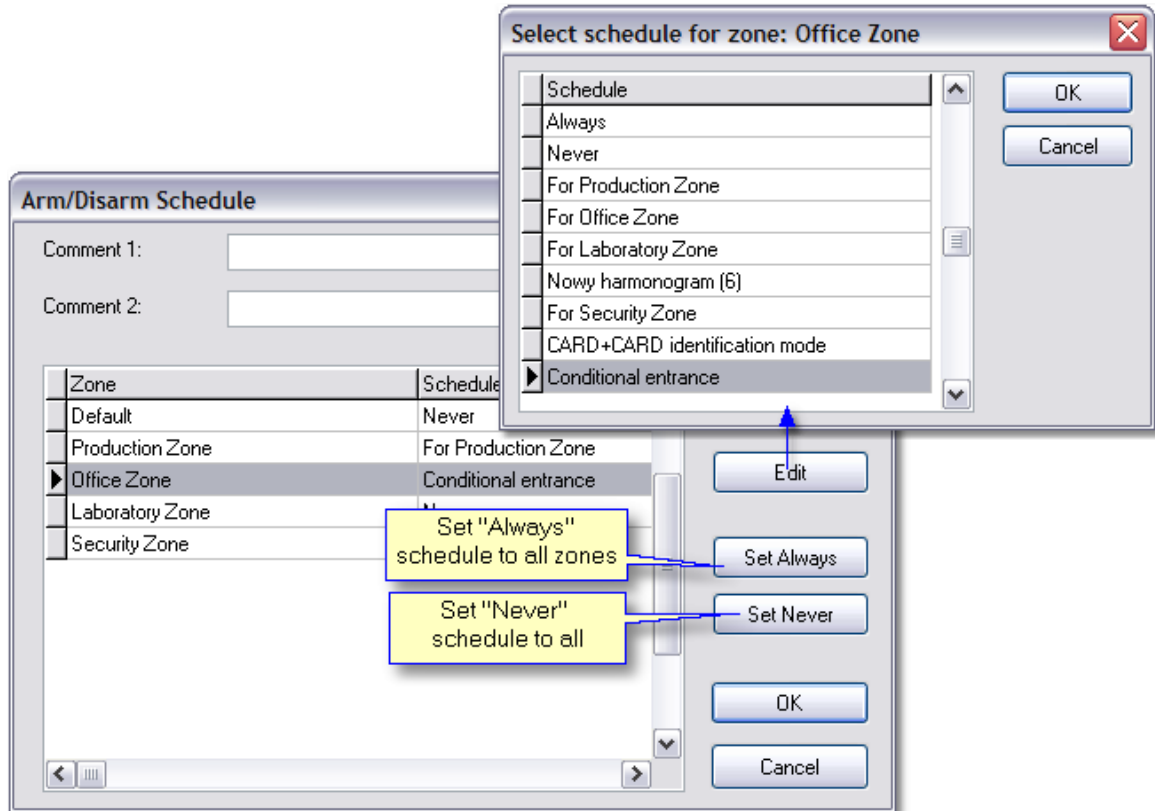 Select schedule for zone: Office Zone
Schedule
Always
Never
For Production Zone
For Office Zone
For Laboratory Zone
Nowy harmonogram (6)
For Security Zone
CARD+CARD identification mode
Conditional entrance
OK
Cancel
Arm/Disarm Schedule
Comment 1:
Comment 2:
Zone Schedule
Default Never
Production Zone For Production Zone
Office Zone Conditional entrance
Laboratory Zone
Security Zone
Edit
Set "Always"
schedule to all zones
Set Always
Set "Never"
schedule to all
Set Never
OK
Cancel